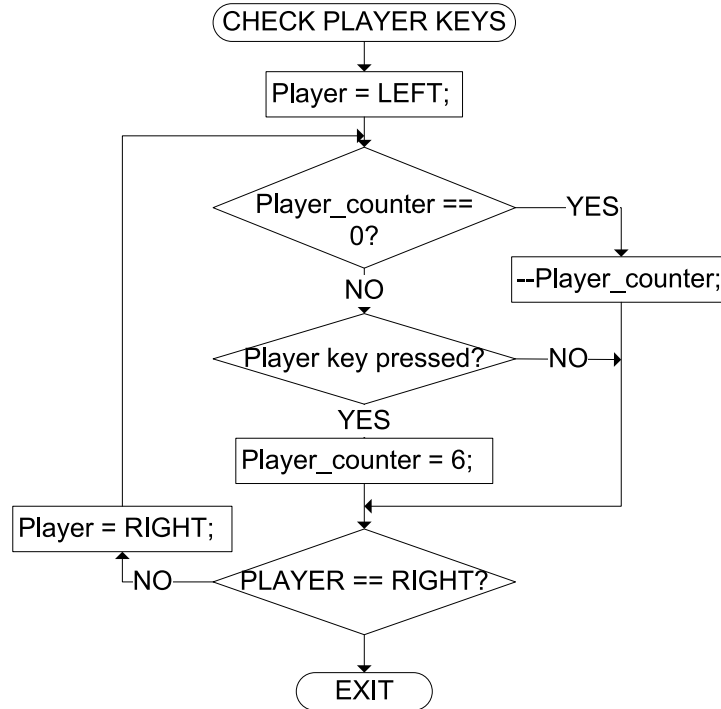 CHECK PLAYER KEYS
Player = LEFT;
Player_counter ==
0?
YES
--Player_counter;
NO
Player key pressed?
NO
YES
Player_counter = 6;
Player = RIGHT;
NO
PLAYER == RIGHT?
EXIT